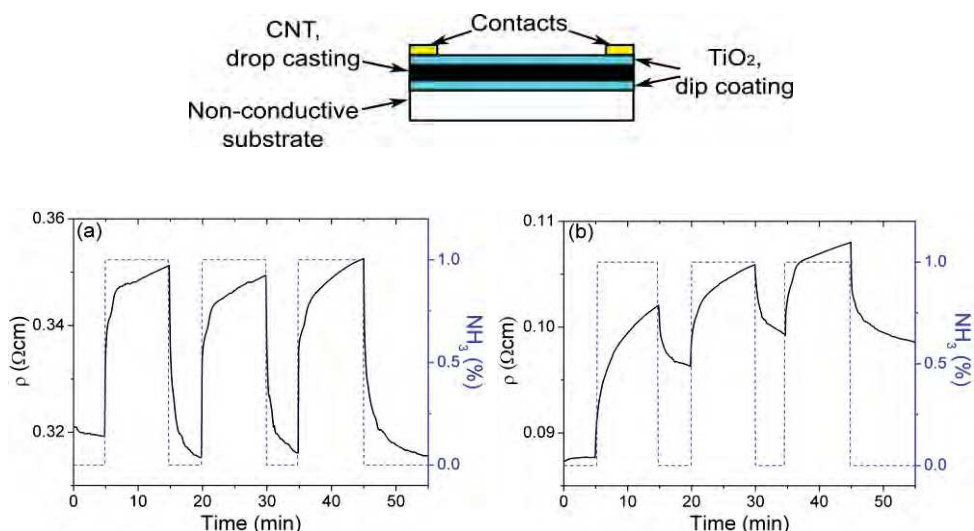 CNT,
drop casting
Contacts
TiO₂,
dip coating
Non-conductive
substrate
(a)
0.36
0.34
0.32
ρ (Ωcm)
0 10 20 30 40 50
Time (min)
1.0
0.5
0.0
NH₃ (%)
(b)
0.11
0.10
0.09
ρ (Ωcm)
0 10 20 30 40 50
Time (min)
1.0
0.5
0.0
NH₃ (%)